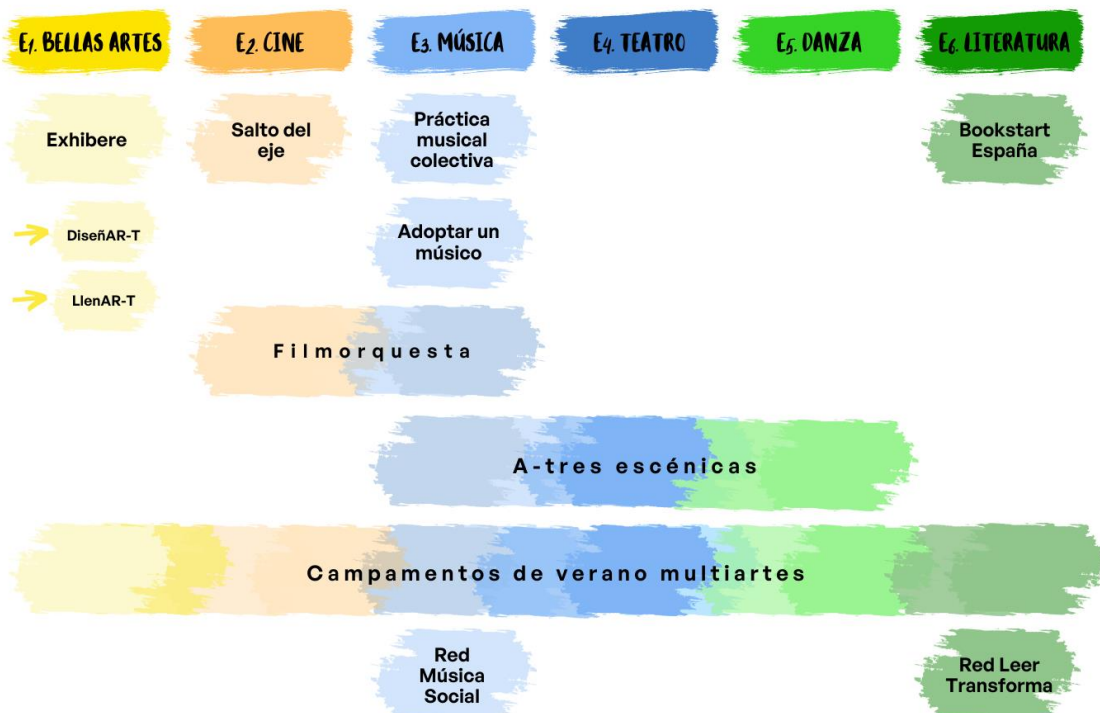 E1. BELLAS ARTES
E2. CINE
E3. MÚSICA
E4. TEATRO
E5. DANZA
E6. LITERATURA
Exhibere
Salto del
eje
Práctica
musical
colectiva
Bookstart
España
DiseñAR-T
Adoptar un
músico
LlenAR-T
Filmorquesta
A-tres escénicas
Campamentos de verano multiartes
Red
Música
Social
Red Leer
Transforma